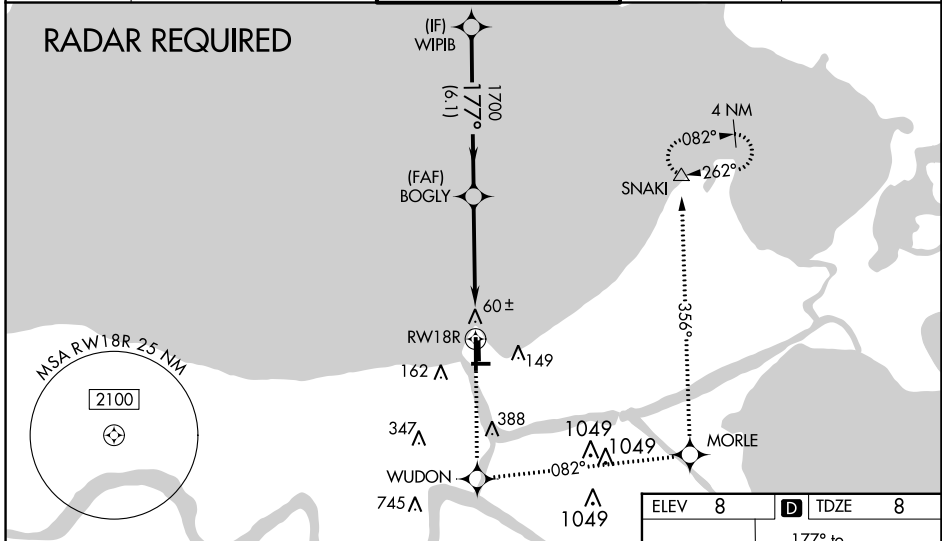 RADAR REQUIRED
(IF)
WIPIB
1700
177°
(6.1)
4 NM
082°
262°
SNAKI
(FAF)
BOGLY
356°
60±
RW18R
149
162
MSA RW18R 25 NM
2100
347
388
1049
1049
MORLE
WUDON
082°
745
1049
ELEV 8
D
TDZE 8
177° to